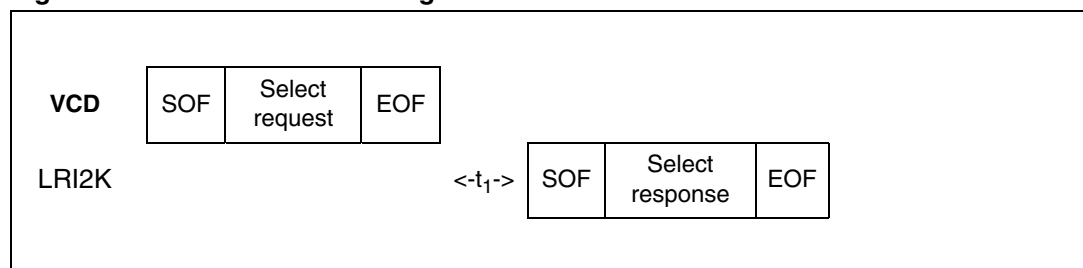 VCD SOF Select request EOF
LRI2K <-t₁-> SOF Select response EOF